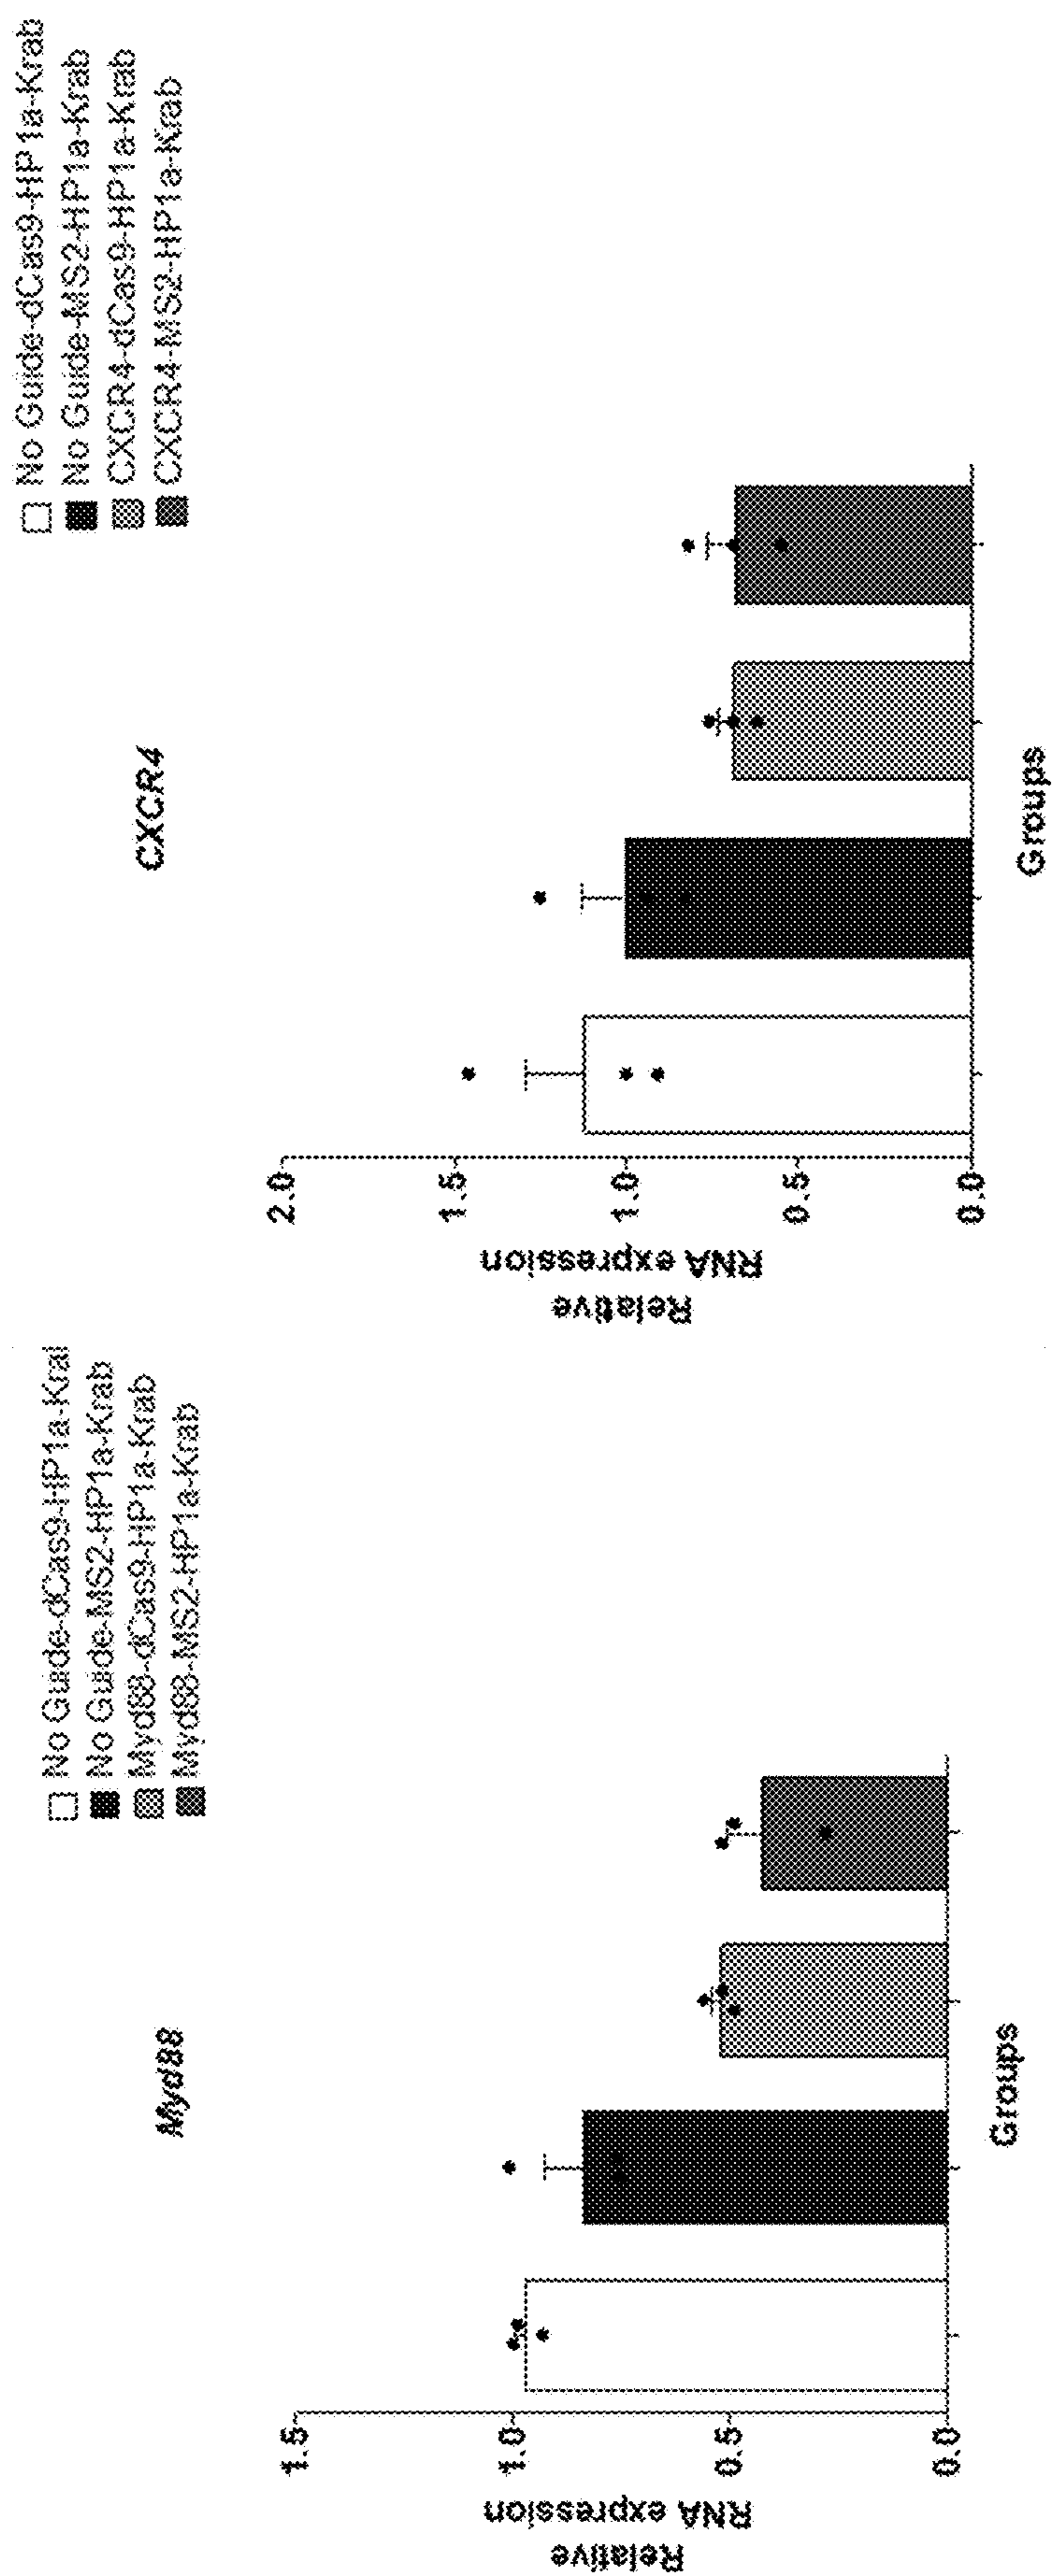 Myd88
No Guide-dCas9-HP1a-Kral
No Guide-MS2-HP1a-Krab
Myd88-dCas9-HP1a-Krab
Myd88-MS2-HP1a-Krab
Relative
RNA expression
1.5
1.0
0.5
0.0
Groups
CXCR4
No Guide-dCas9-HP1a-Krab
No Guide-MS2-HP1a-Krab
CXCR4-dCas9-HP1a-Krab
CXCR4-MS2-HP1a-Krab
Relative
RNA expression
2.0
1.5
1.0
0.5
0.0
Groups